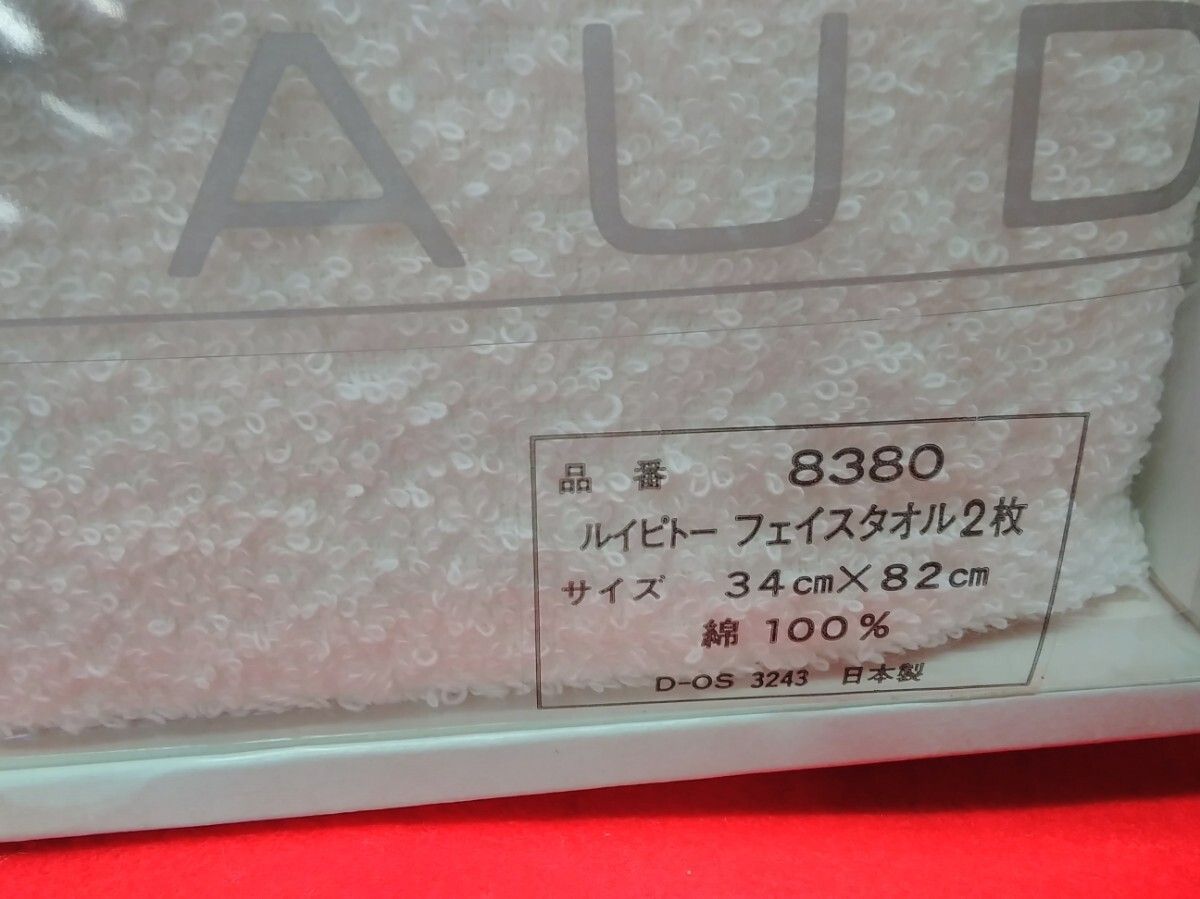 AUD
品番 8380
ルイピトー フェイスタオル2枚
サイズ 34cm×82cm
綿 100%
D-OS 3243 日本製